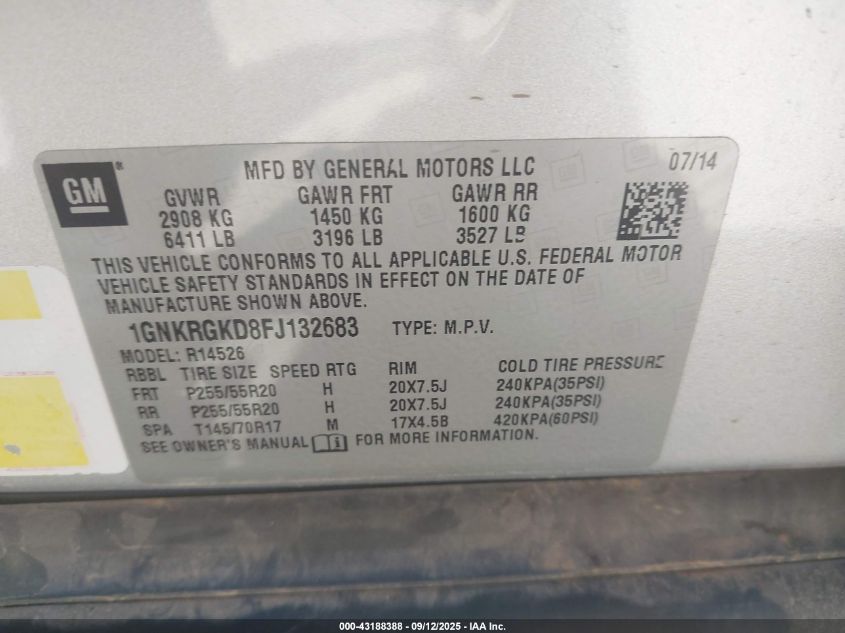 GM ®
MFD BY GENERAL MOTORS LLC 07/14
GVWR GAWR FRT GAWR RR
2908 KG 1450 KG 1600 KG
6411 LB 3196 LB 3527 LB
THIS VEHICLE CONFORMS TO ALL APPLICABLE U.S. FEDERAL MOTOR
VEHICLE SAFETY STANDARDS IN EFFECT ON THE DATE OF
MANUFACTURE SHOWN ABOVE.
1GNKRGKD8FJ132683 TYPE: M.P.V.
MODEL: R14526
RBBL TIRE SIZE SPEED RTG RIM COLD TIRE PRESSURE
FRT P255/55R20 H 20X7.5J 240KPA(35PSI)
RR P255/55R20 H 20X7.5J 240KPA(35PSI)
SPA T145/70R17 M 17X4.5B 420KPA(60PSI)
SEE OWNER'S MANUAL i FOR MORE INFORMATION.
000-43188388 - 09/12/2025 - IAA Inc.